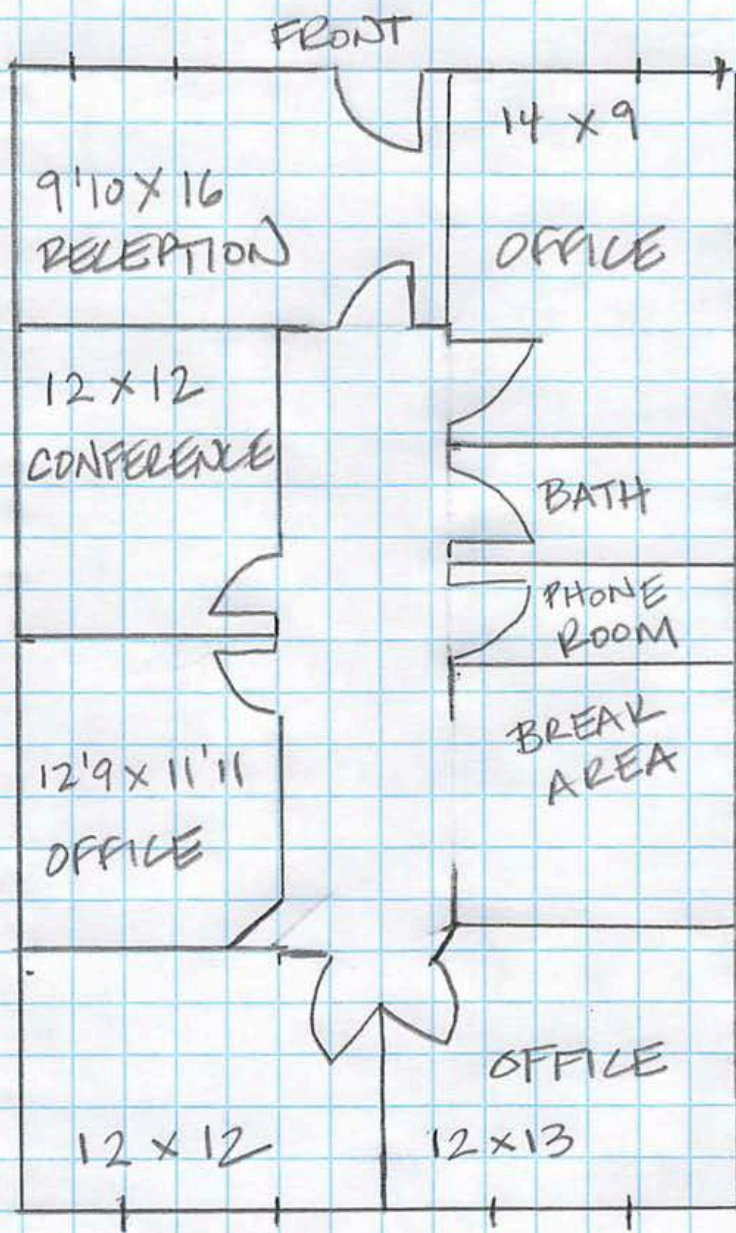 FRONT
14 x 9
OFFICE
9'10 x 16
RECEPTION
12 x 12
CONFERENCE
BATH
PHONE
ROOM
BREAK
AREA
12'9 x 11'11
OFFICE
OFFICE
12 x 12
12 x 13